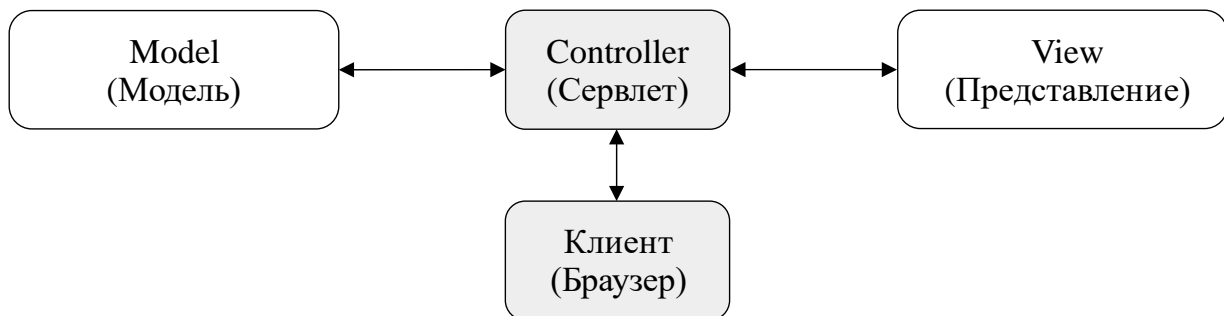 Model
(Модель)
Controller
(Сервлет)
View
(Представление)
Клиент
(Браузер)